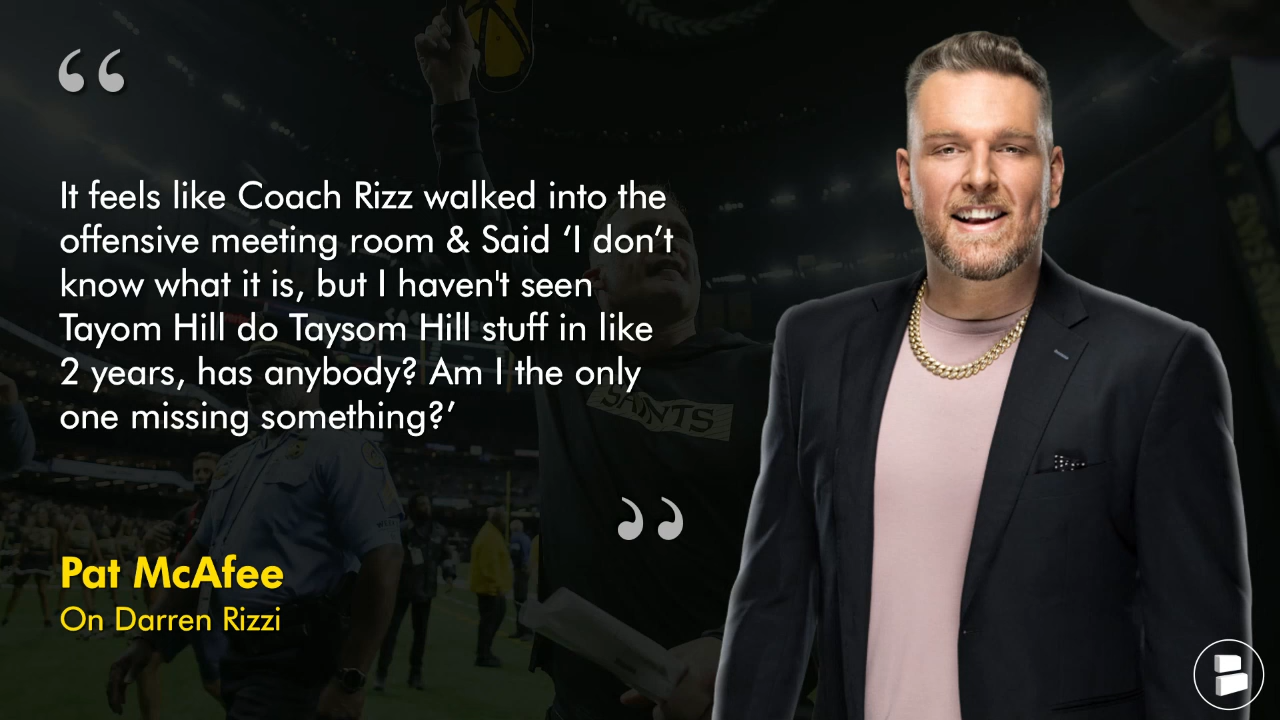 “
It feels like Coach Rizz walked into the
offensive meeting room & Said ‘I don’t
know what it is, but I haven't seen
Tayom Hill do Taysom Hill stuff in like
2 years, has anybody? Am I the only
one missing something?’
”
Pat McAfee
On Darren Rizzi
SAINTS